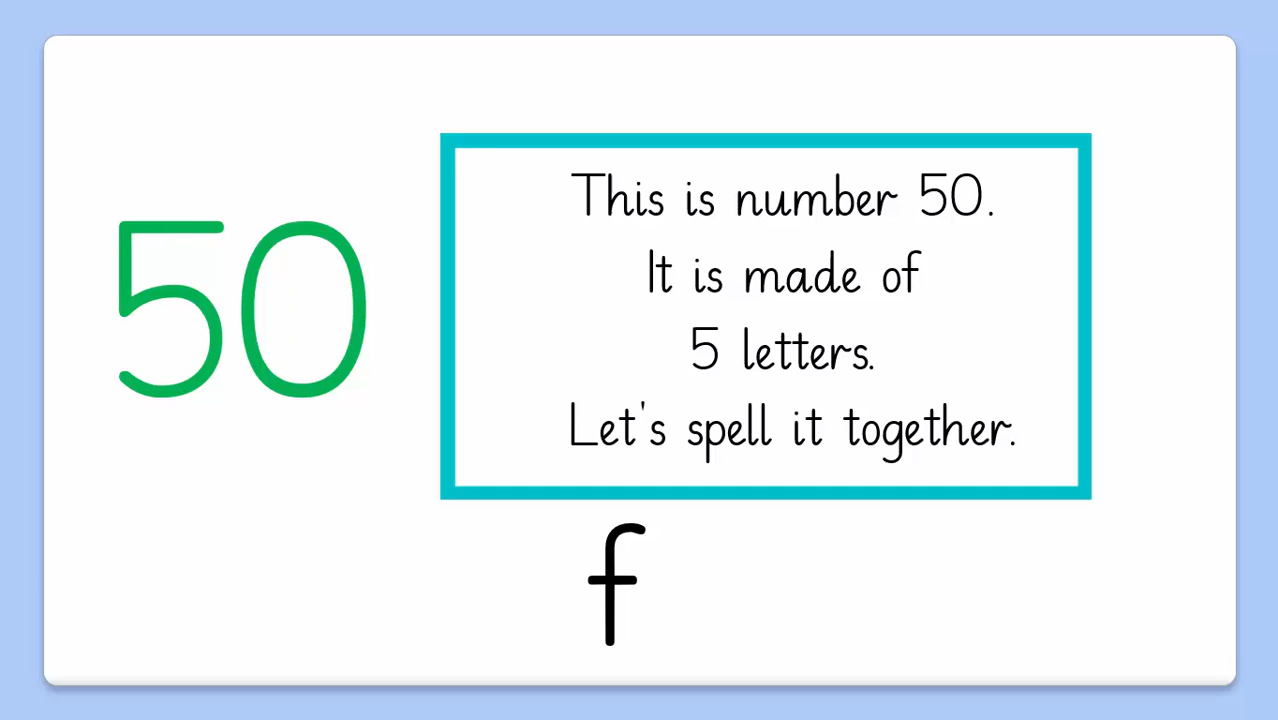 50
This is number 50.
It is made of
5 letters.
Let's spell it together.
f